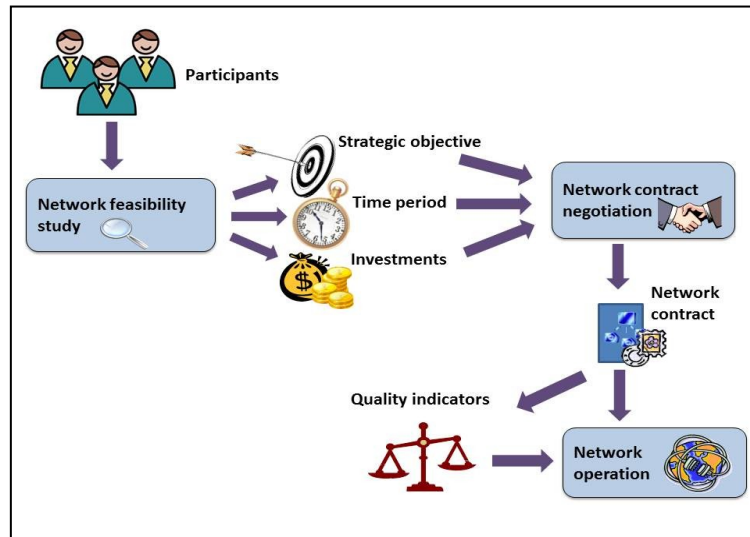 Participants
Strategic objective
Network feasibility
study
Time period
Network contract
negotiation
Investments
$
Network
contract
Quality indicators
Network
operation